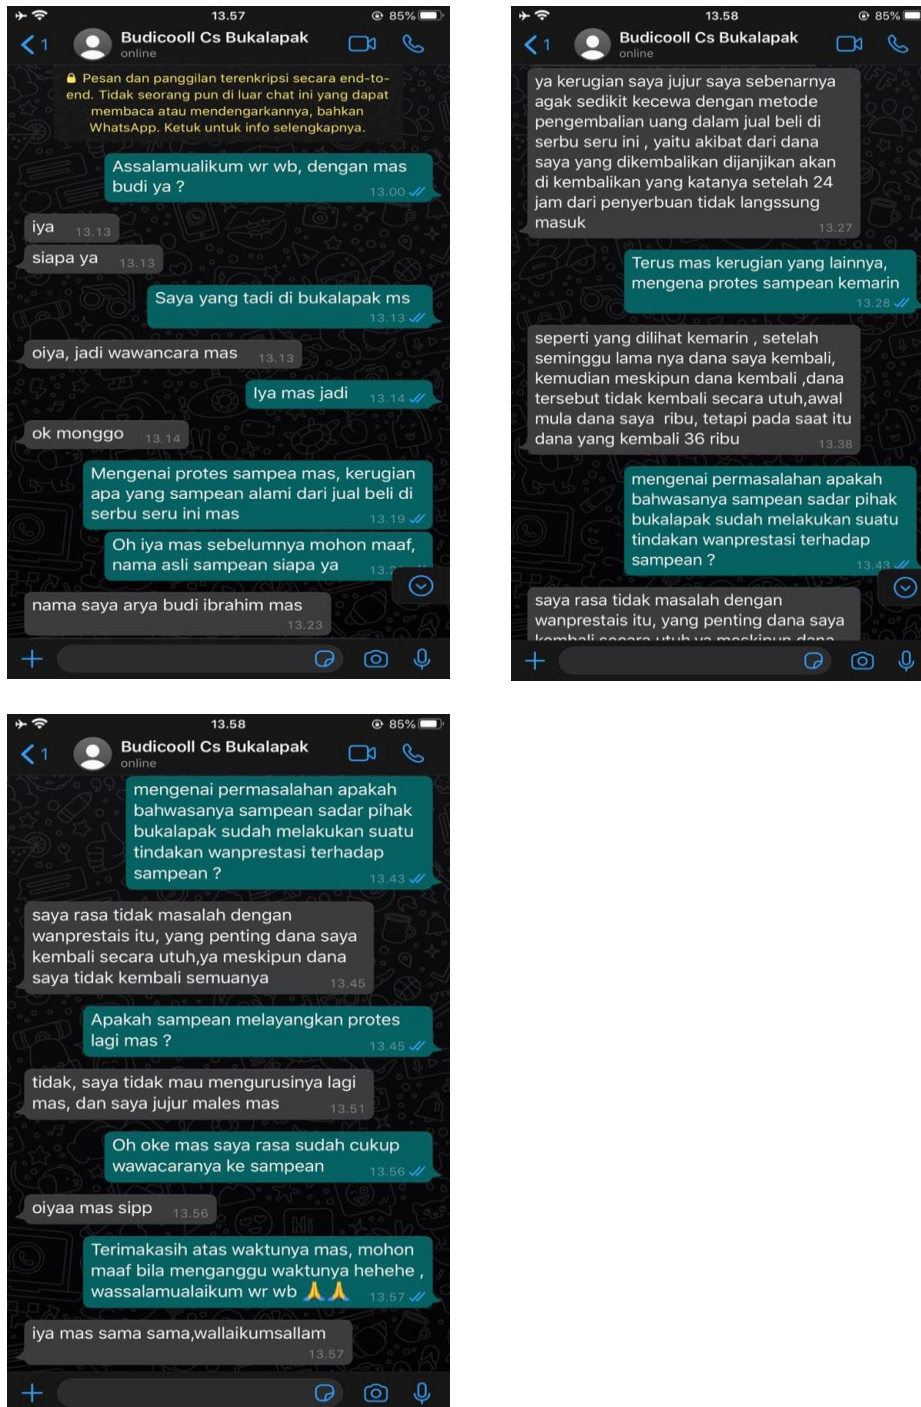 13.57
85%
1
Budicooll Cs Bukalapak
online
Pesan dan panggilan terenkripsi secara end-to-
end. Tidak seorang pun di luar chat ini yang dapat
membaca atau mendengarkannya, bahkan
WhatsApp. Ketuk untuk info selengkapnya.
Assalamualikum wr wb, dengan mas
budi ya ?
13.00
iya 13.13
siapa ya 13.13
Saya yang tadi di bukalapak ms
13.13
oiya, jadi wawancara mas 13.13
Iya mas jadi 13.14
ok monggo 13.14
Mengenai protes sampea mas, kerugian
apa yang sampean alami dari jual beli di
serbu seru ini mas
13.19
Oh iya mas sebelumnya mohon maaf,
nama asli sampean siapa ya
nama saya arya budi ibrahim mas
13.23
13.58
85%
1
Budicooll Cs Bukalapak
online
ya kerugian saya jujur saya sebenarnya
agak sedikit kecewa dengan metode
pengembalian uang dalam jual beli di
serbu seru ini , yaitu akibat dari dana
saya yang dikembalikan dijanjikan akan
di kembalikan yang katanya setelah 24
jam dari penyerbuan tidak langssung
masuk 13.27
Terus mas kerugian yang lainnya,
mengena protes sampean kemarin
13.28
seperti yang dilihat kemarin , setelah
seminggu lama nya dana saya kembali,
kemudian meskipun dana kembali ,dana
tersebut tidak kembali secara utuh,awal
mula dana saya ribu, tetapi pada saat itu
dana yang kembali 36 ribu 13.38
mengenai permasalahan apakah
bahwasanya sampean sadar pihak
bukalapak sudah melakukan suatu
tindakan wanprestasi terhadap
sampean ? 13.43
saya rasa tidak masalah dengan
wanprestais itu, yang penting dana saya
kembali secara utuh,ya meskipun dana
13.58
85%
1
Budicooll Cs Bukalapak
online
mengenai permasalahan apakah
bahwasanya sampean sadar pihak
bukalapak sudah melakukan suatu
tindakan wanprestasi terhadap
sampean ? 13.43
saya rasa tidak masalah dengan
wanprestais itu, yang penting dana saya
kembali secara utuh,ya meskipun dana
saya tidak kembali semuanya 13.45
Apakah sampean melayangkan protes
lagi mas ? 13.45
tidak, saya tidak mau mengurusinya lagi
mas, dan saya jujur males mas 13.51
Oh oke mas saya rasa sudah cukup
wawacaranya ke sampean 13.56
oiyaa mas sipp 13.56
Terimakasih atas waktunya mas, mohon
maaf bila menganggu waktunya hehehe ,
wassalamualaikum wr wb 🙏🙏 13.57
iya mas sama sama,wallaikumsallam
13.57